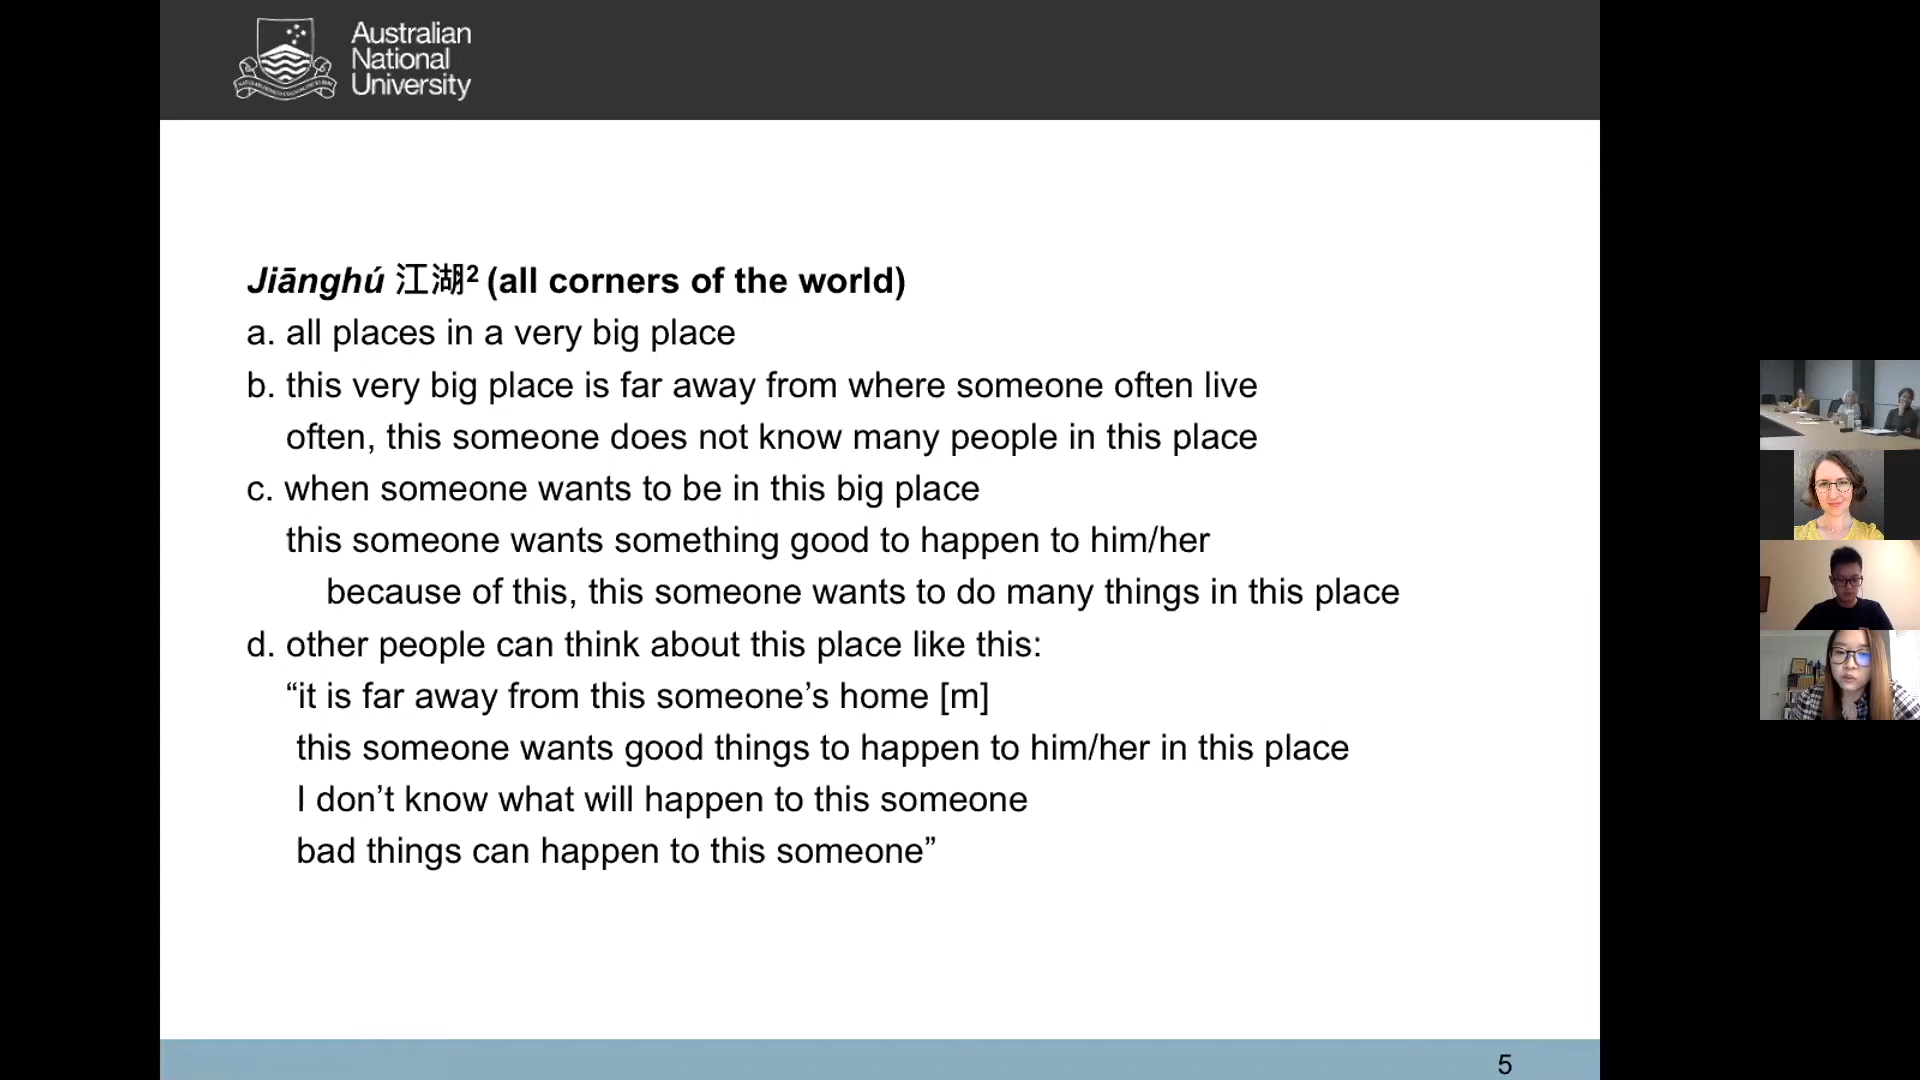 Australian
National
University
Jiānghú 江湖² (all corners of the world)
a. all places in a very big place
b. this very big place is far away from where someone often live
often, this someone does not know many people in this place
c. when someone wants to be in this big place
this someone wants something good to happen to him/her
because of this, this someone wants to do many things in this place
d. other people can think about this place like this:
“it is far away from this someone’s home [m]
this someone wants good things to happen to him/her in this place
I don’t know what will happen to this someone
bad things can happen to this someone”
5